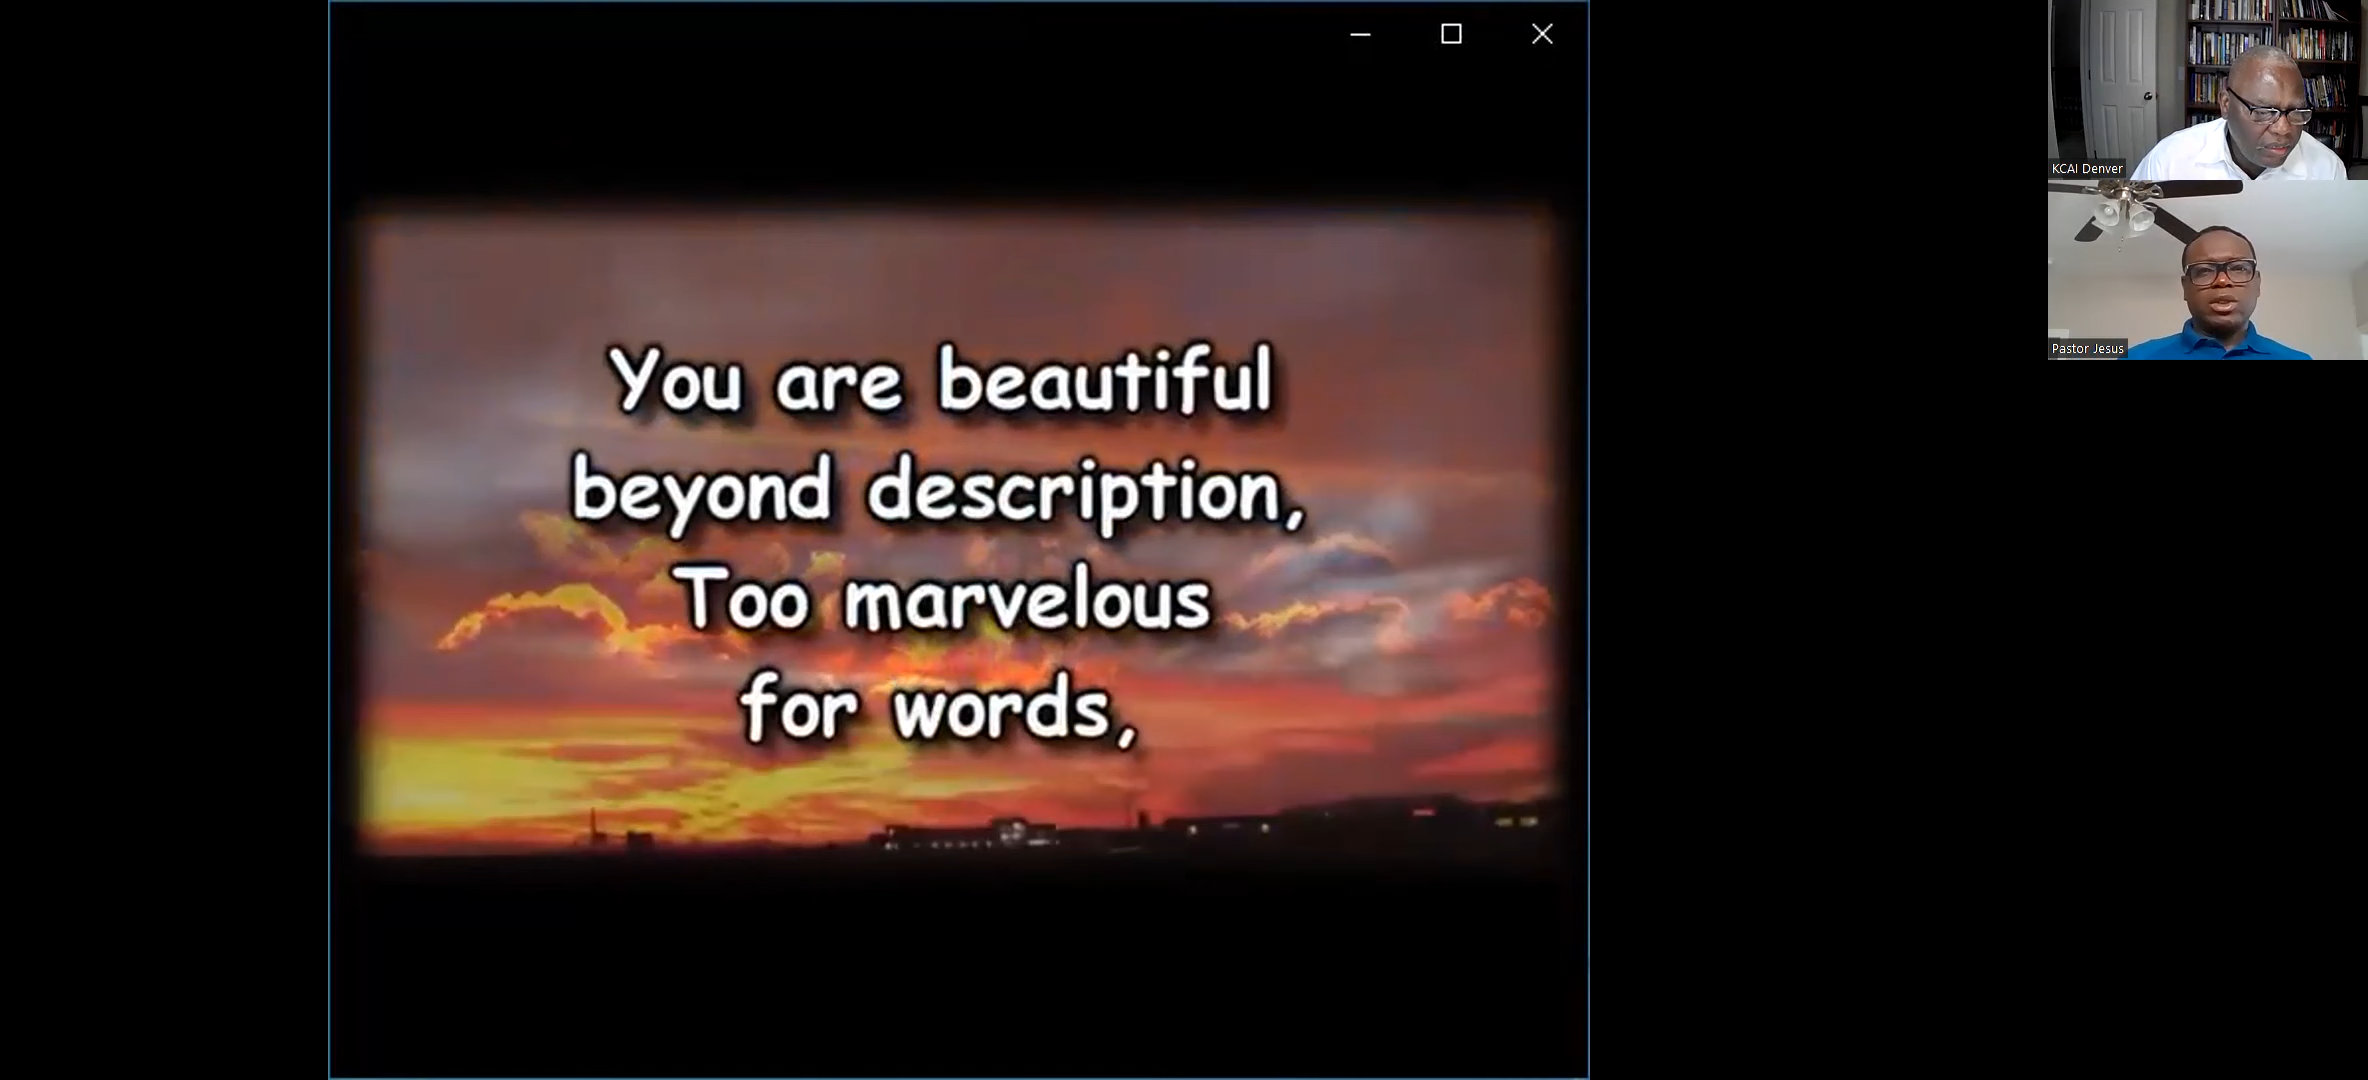 You are beautiful
beyond description,
Too marvelous
for words,
KCAI Denver
Pastor Jesus